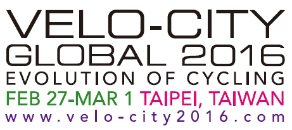 VELO-CITY
GLOBAL 2016
EVOLUTION OF CYCLING
FEB 27-MAR 1 TAIPEI, TAIWAN
www.velo-city2016.com